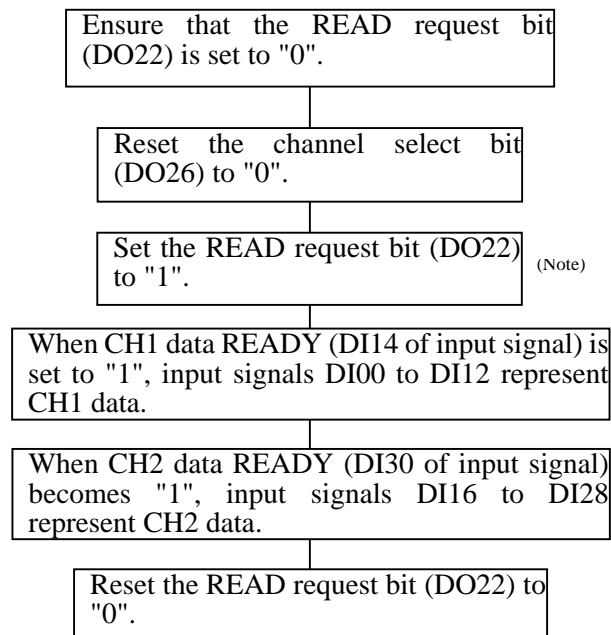 Ensure that the READ request bit
(DO22) is set to "0".
Reset the channel select bit
(DO26) to "0".
Set the READ request bit (DO22)
to "1".
(Note)
When CH1 data READY (DI14 of input signal) is
set to "1", input signals DI00 to DI12 represent
CH1 data.
When CH2 data READY (DI30 of input signal)
becomes "1", input signals DI16 to DI28
represent CH2 data.
Reset the READ request bit (DO22) to
"0".